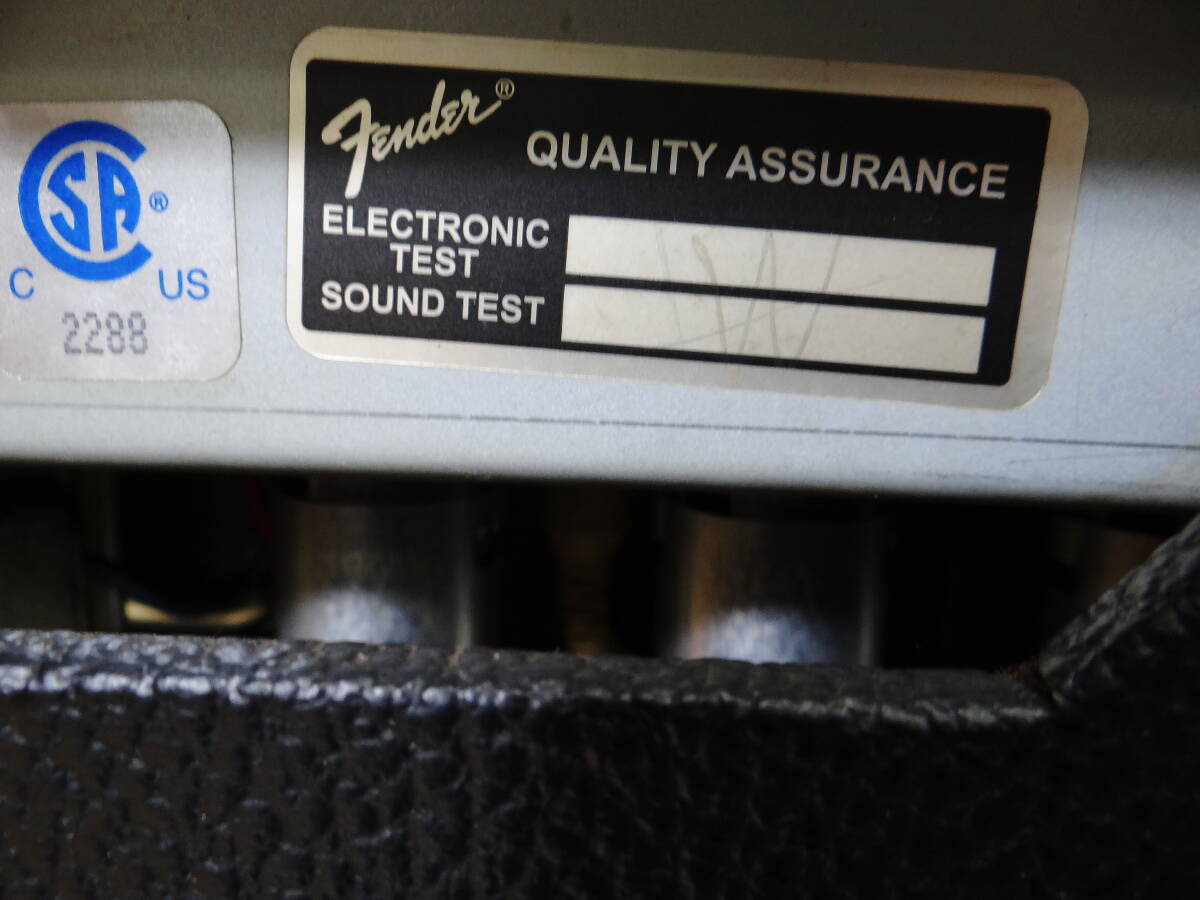 CSA®
C US
2288
Fender®
QUALITY ASSURANCE
ELECTRONIC
TEST
SOUND TEST